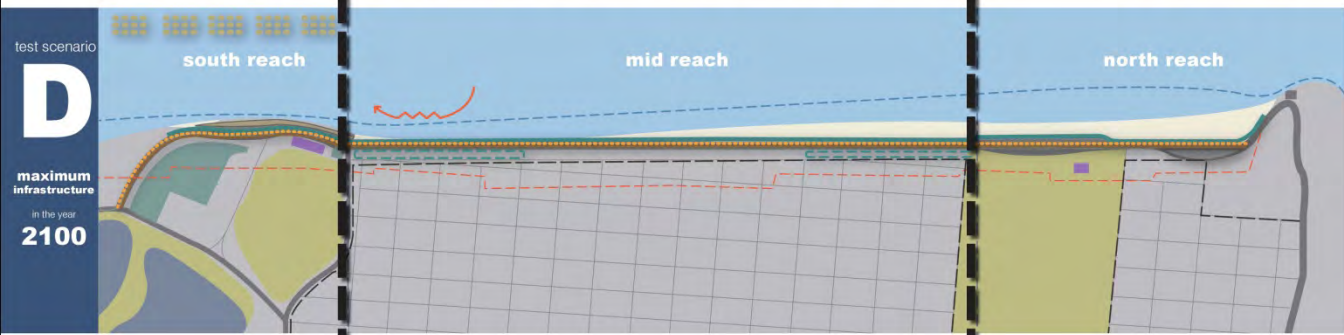 test scenario
D
maximum
infrastructure
in the year
2100
south reach
mid reach
north reach